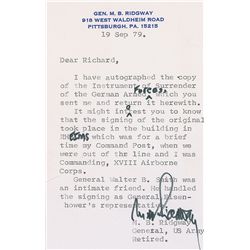 GEN. M. B. RIDGWAY
918 WEST WALDHEIM ROAD
PITTSBURGH, PA. 15215
19 Sep 79.
Dear Richard,
I have autographed the copy
of the Instrument of Surrender
of the German Forces, which you
sent me and return it herewith.
It might interest you to know
that the signing of the original
took place in the building in
Rheims which was for a brief
time my Command Post, when we
were out of the line and I was
Commanding, XVIII Airborne
Corps.
General Walter B. Smith was
an intimate friend. He handled
the signing as General Eisen-
hower's representative.
M. B. Ridgway
General, US Army
Retired.